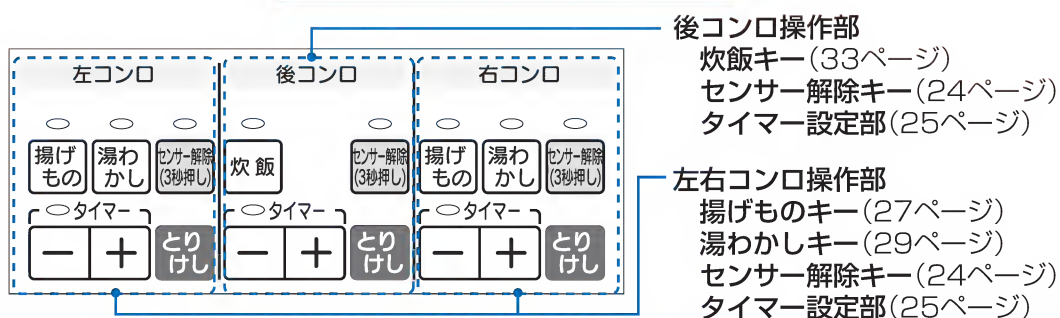 左コンロ 後コンロ 右コンロ
揚げもの 湯わかし センサー解除(3秒押し) 炊飯 センサー解除(3秒押し) 揚げもの 湯わかし センサー解除(3秒押し)
タイマー タイマー タイマー
− + とりけし − + とりけし − + とりけし
後コンロ操作部
炊飯キー(33ページ)
センサー解除キー(24ページ)
タイマー設定部(25ページ)
左右コンロ操作部
揚げものキー(27ページ)
湯わかしキー(29ページ)
センサー解除キー(24ページ)
タイマー設定部(25ページ)